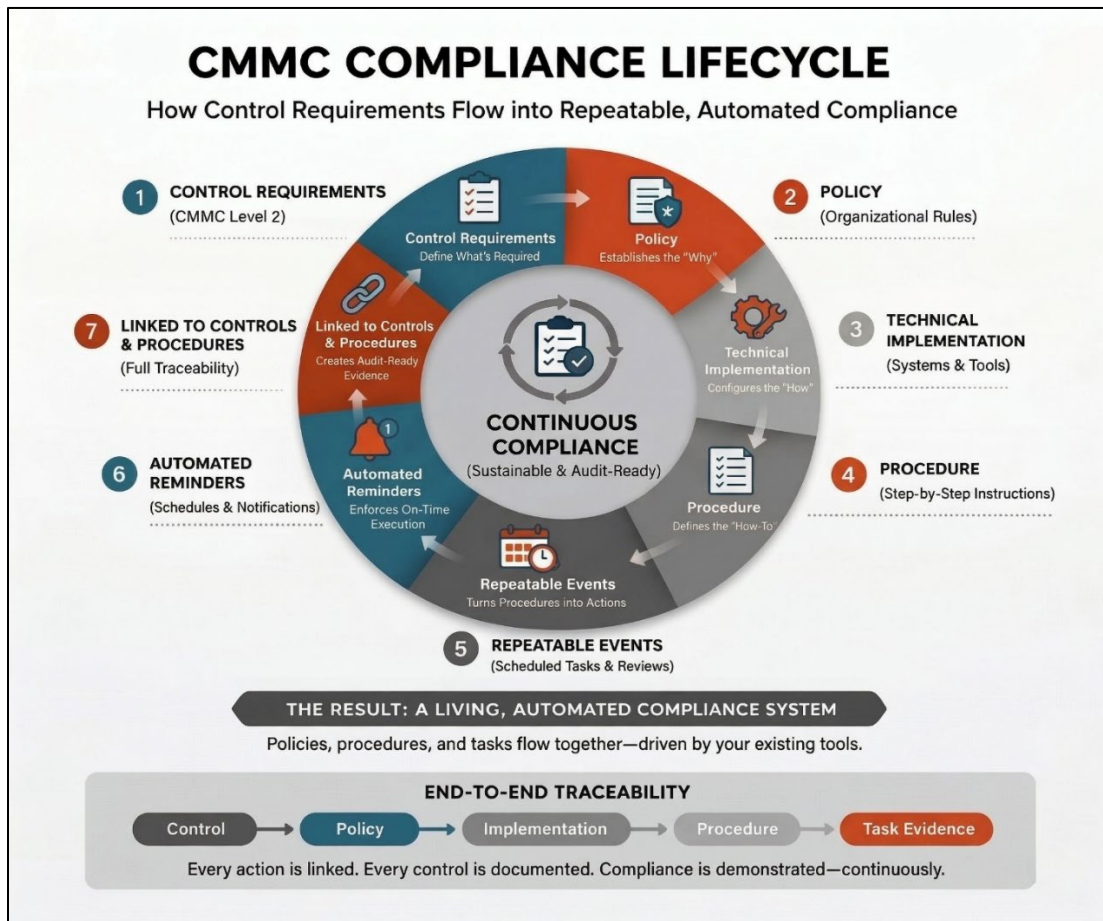 CMMC COMPLIANCE LIFECYCLE
How Control Requirements Flow into Repeatable, Automated Compliance
1
CONTROL REQUIREMENTS
(CMMC Level 2)
2
POLICY
(Organizational Rules)
3
TECHNICAL
IMPLEMENTATION
(Systems & Tools)
4
PROCEDURE
(Step-by-Step Instructions)
5
REPEATABLE EVENTS
(Scheduled Tasks & Reviews)
6
AUTOMATED
REMINDERS
(Schedules & Notifications)
7
LINKED TO CONTROLS
& PROCEDURES
(Full Traceability)
Control Requirements
Define What's Required
Policy
Establishes the "Why"
Technical
Implementation
Configures the "How"
Procedure
Defines the "How-To"
Repeatable Events
Turns Procedures into Actions
1
Automated
Reminders
Enforces On-Time
Execution
Linked to Controls
& Procedures
Creates Audit-Ready
Evidence
CONTINUOUS
COMPLIANCE
(Sustainable & Audit-Ready)
THE RESULT: A LIVING, AUTOMATED COMPLIANCE SYSTEM
Policies, procedures, and tasks flow together—driven by your existing tools.
END-TO-END TRACEABILITY
Control
Policy
Implementation
Procedure
Task Evidence
Every action is linked. Every control is documented. Compliance is demonstrated—continuously.